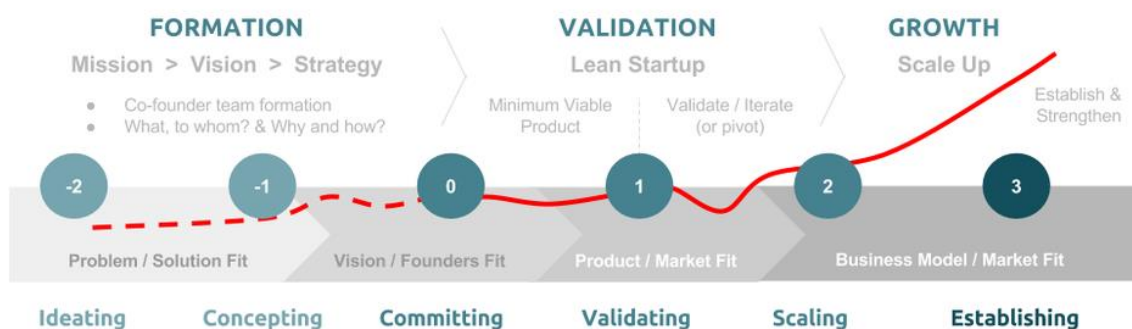 FORMATION
Mission > Vision > Strategy
● Co-founder team formation
● What, to whom? & Why and how?
VALIDATION
Lean Startup
Minimum Viable
Product
Validate / Iterate
(or pivot)
GROWTH
Scale Up
Establish &
Strengthen
-2
-1
0
1
2
3
Problem / Solution Fit
Vision / Founders Fit
Product / Market Fit
Business Model / Market Fit
Ideating
Concepting
Committing
Validating
Scaling
Establishing